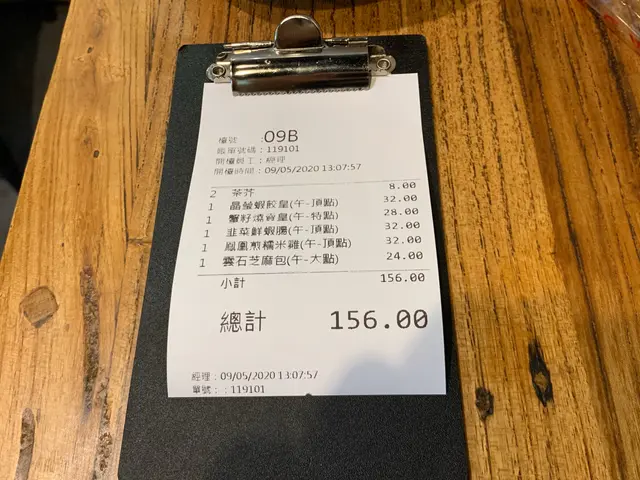 檯號 :09B
賬單號碼：119101
開檯員工：經理
開檯時間：09/05/2020 13:07:57
2 茶芥 8.00
1 晶瑩蝦餃皇(午-頂點) 32.00
1 蟹籽燒賣皇(午-特點) 28.00
1 韭菜鮮蝦腸(午-頂點) 32.00
1 鳳凰煎糯米雞(午-頂點) 32.00
1 雲石芝麻包(午-大點) 24.00
小計 156.00
總計 156.00
經理：09/05/2020 13:07:57
單號：：119101